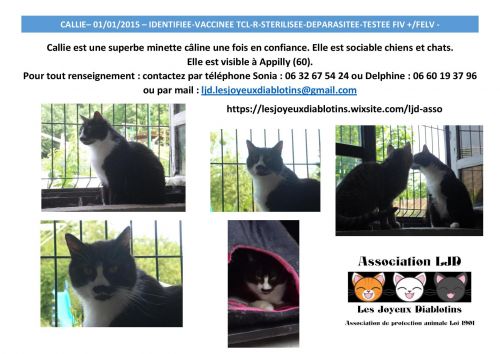 CALLIE– 01/01/2015 – IDENTIFIEE-VACCINEE TCL-R-STERILISEE-DEPARASITEE-TESTEE FIV +/FELV -
Callie est une superbe minette câline une fois en confiance. Elle est sociable chiens et chats.
Elle est visible à Appilly (60).
Pour tout renseignement : contactez par téléphone Sonia : 06 32 67 54 24 ou Delphine : 06 60 19 37 96
ou par mail : ljd.lesjoyeuxdiablotins@gmail.com
https://lesjoyeuxdiablotins.wixsite.com/ljd-asso
Association LJD
Les Joyeux Diablotins
Association de protection animale Loi 1901